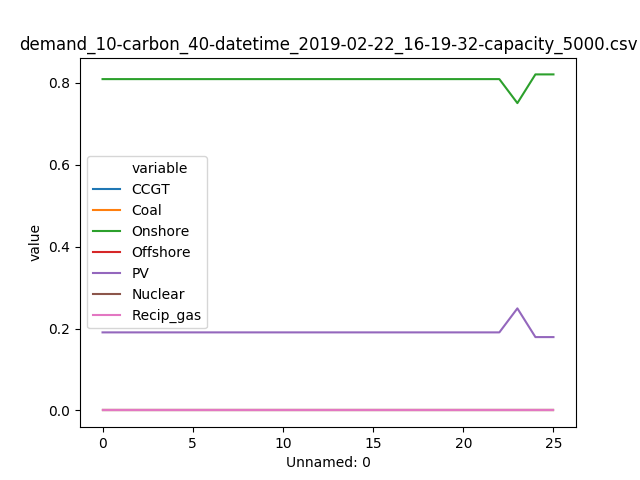 demand_10-carbon_40-datetime_2019-02-22_16-19-32-capacity_5000.csv
0.8
0.6
0.4
0.2
0.0
value
variable
CCGT
Coal
Onshore
Offshore
PV
Nuclear
Recip_gas
0 5 10 15 20 25
Unnamed: 0